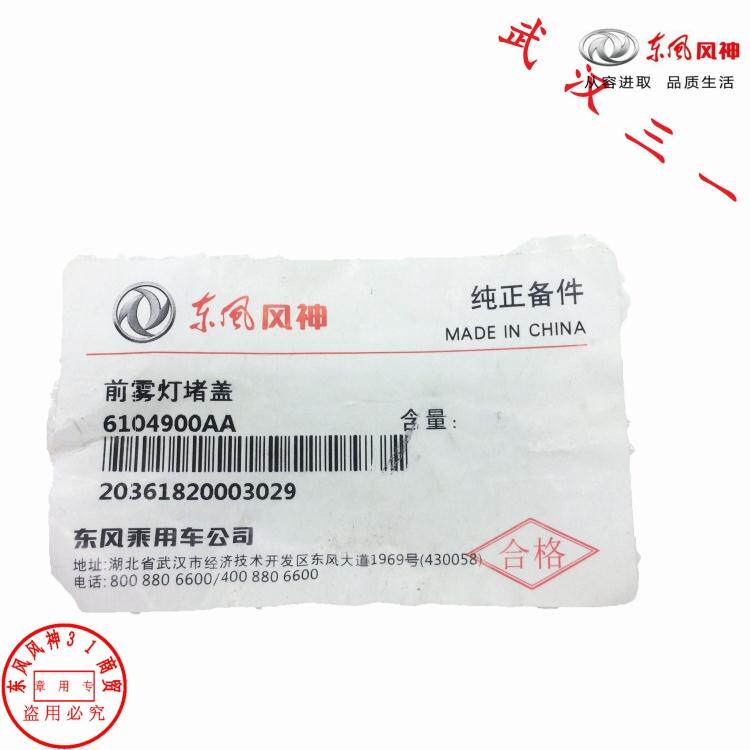 武汉三一
东风风神
从容进取 品质生活
东风风神
纯正备件
MADE IN CHINA
前雾灯堵盖
6104900AA
含量:
20361820003029
东风乘用车公司
地址:湖北省武汉市经济技术开发区东风大道1969号(430058)
电话:800 880 6600/400 880 6600
合格
东风风神31商贸
章用专
盗用必究